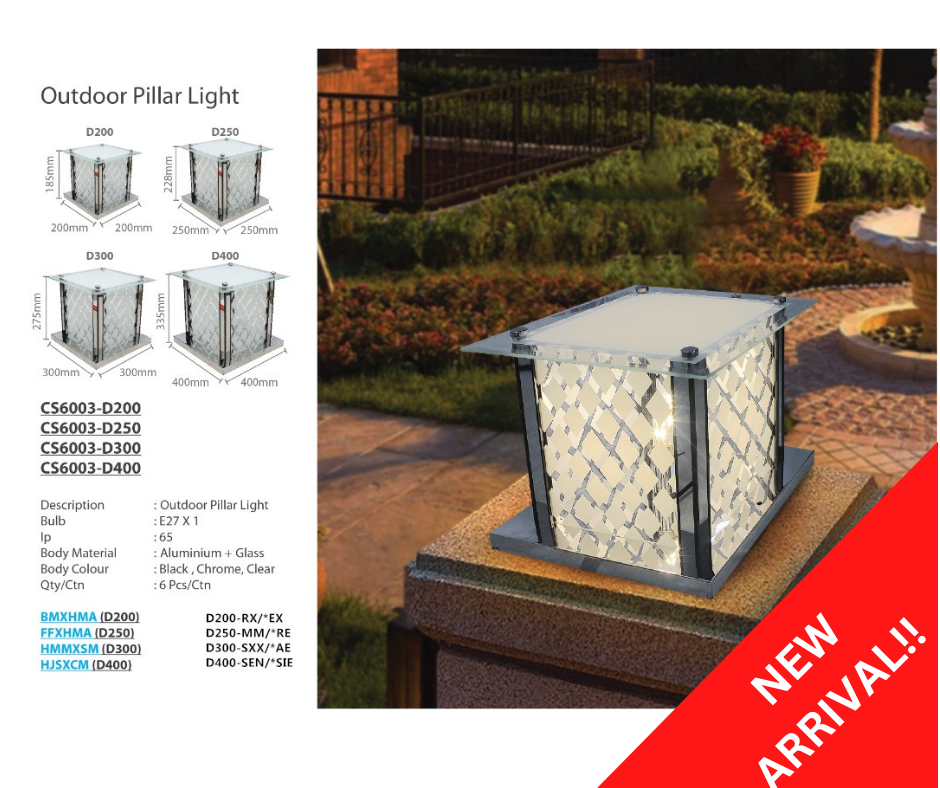 Outdoor Pillar Light
D200
D250
185mm
228mm
200mm
200mm
250mm
250mm
D300
D400
275mm
335mm
300mm
300mm
400mm
400mm
CS6003-D200
CS6003-D250
CS6003-D300
CS6003-D400
Description : Outdoor Pillar Light
Bulb : E27 X 1
Ip : 65
Body Material : Aluminium + Glass
Body Colour : Black , Chrome, Clear
Qty/Ctn : 6 Pcs/Ctn
BMXHMA (D200) D200-RX/*EX
FFXHMA (D250) D250-MM/*RE
HMMXSM (D300) D300-SXX/*AE
HJSXCM (D400) D400-SEN/*SIE
NEW
ARRIVAL!!